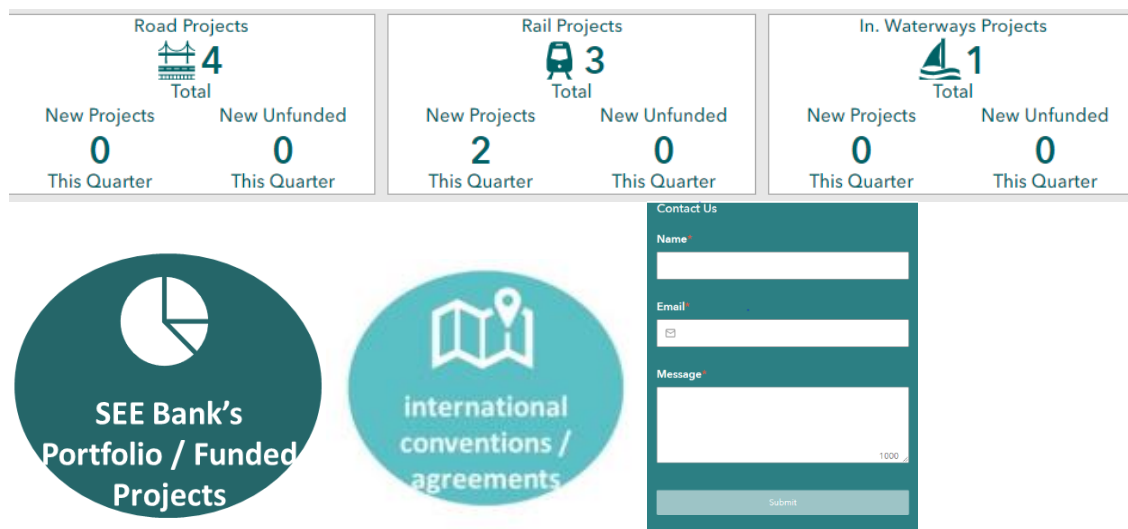 Road Projects
4
Total
New Projects
New Unfunded
0
0
This Quarter
This Quarter
Rail Projects
3
Total
New Projects
New Unfunded
2
0
This Quarter
This Quarter
In. Waterways Projects
1
Total
New Projects
New Unfunded
0
0
This Quarter
This Quarter
SEE Bank's
Portfolio / Funded
Projects
international
conventions /
agreements
Contact Us
Name*
Email*
Message*
1000
Submit